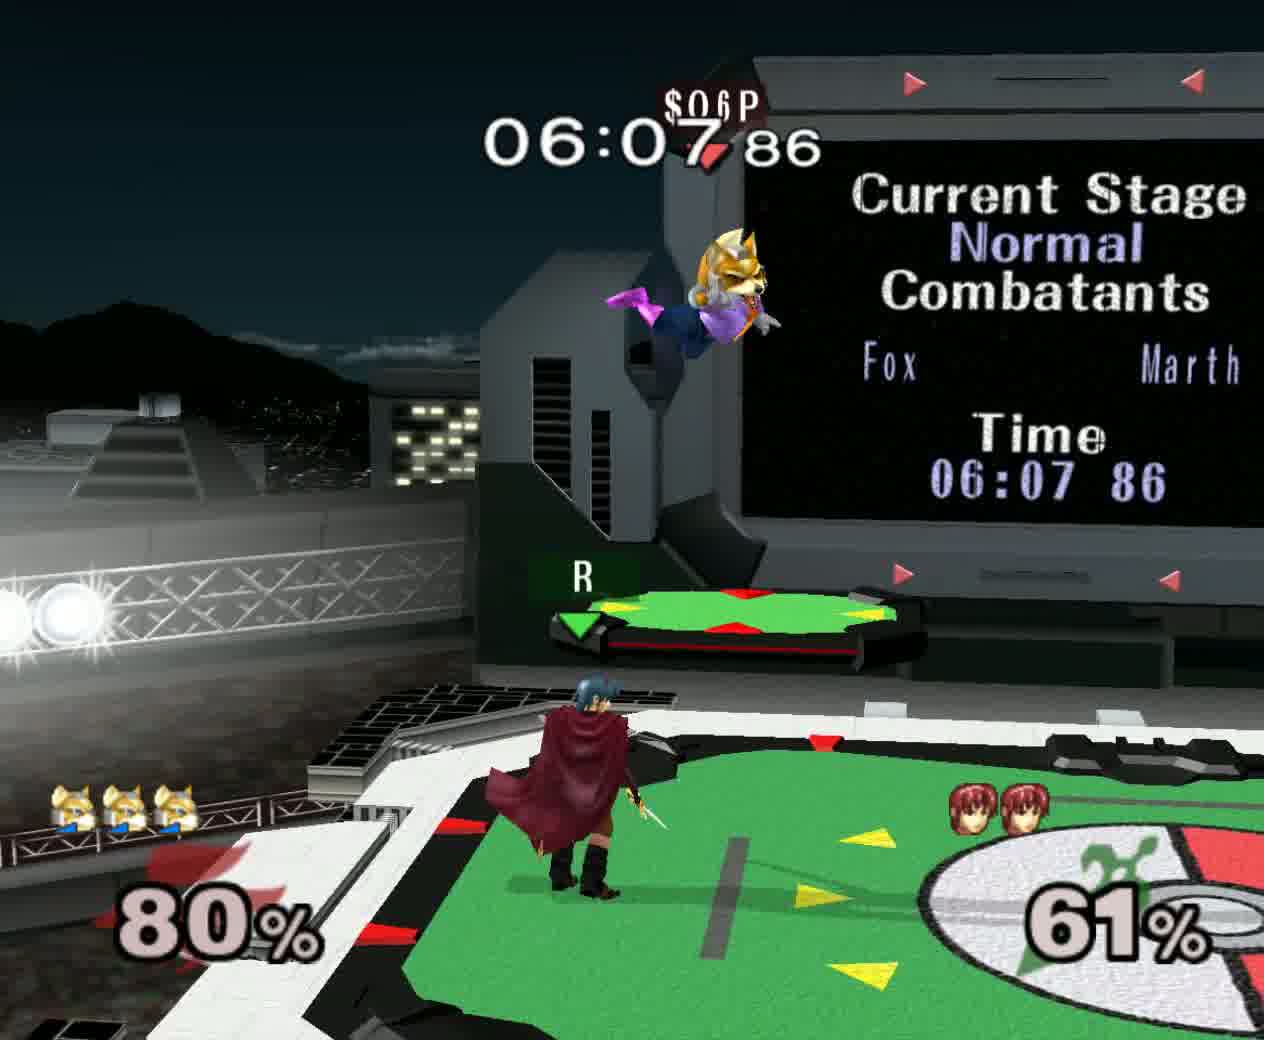 $06P
06:07 86
Current Stage
Normal
Combatants
Fox Marth
Time
06:07 86
R
80%
61%